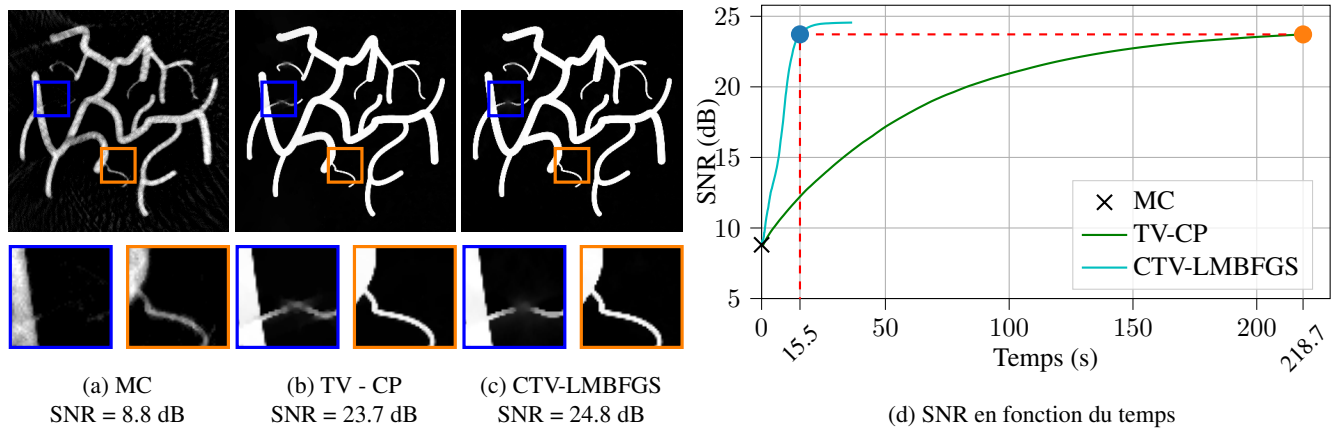 (a) MC
SNR = 8.8 dB
(b) TV - CP
SNR = 23.7 dB
(c) CTV-LMBFGS
SNR = 24.8 dB
SNR (dB)
25
20
15
10
5
0
15.5
50
100
150
200
218.7
Temps (s)
MC
TV-CP
CTV-LMBFGS
(d) SNR en fonction du temps